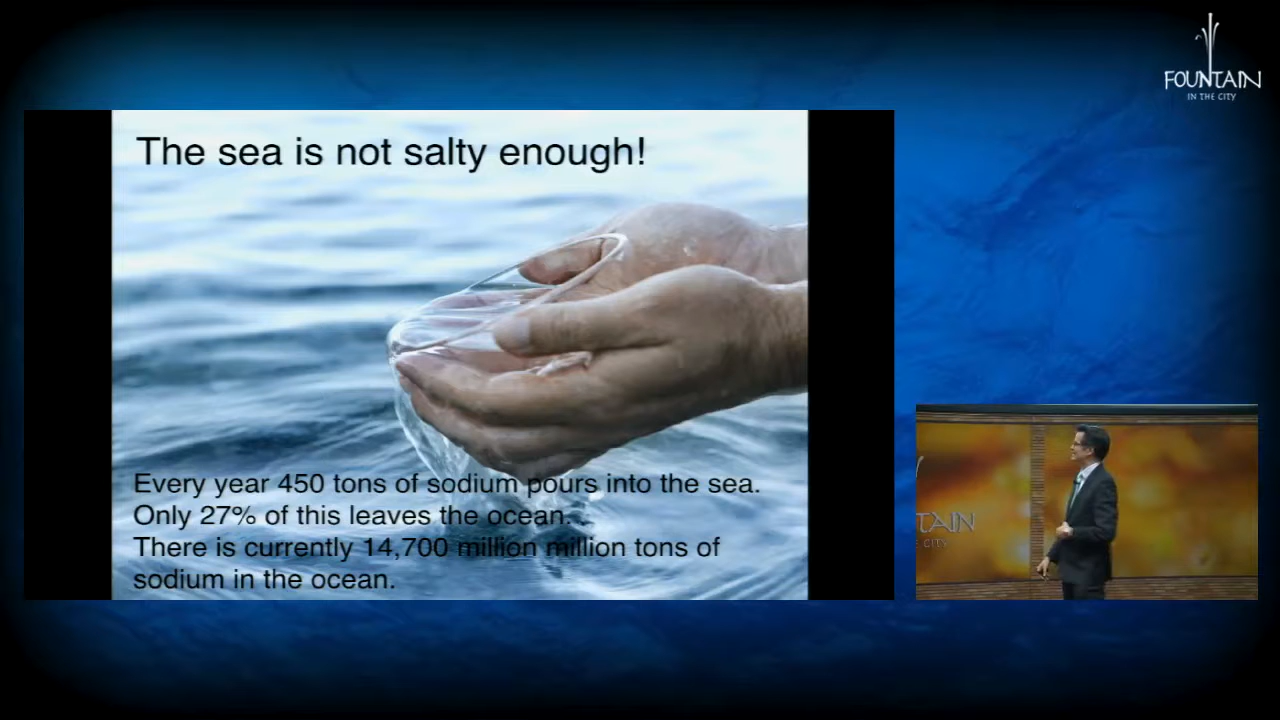 FOUNTAIN
IN THE CITY
The sea is not salty enough!
Every year 450 tons of sodium pours into the sea.
Only 27% of this leaves the ocean...
There is currently 14,700 million million tons of
sodium in the ocean.
TAIN
E CITY